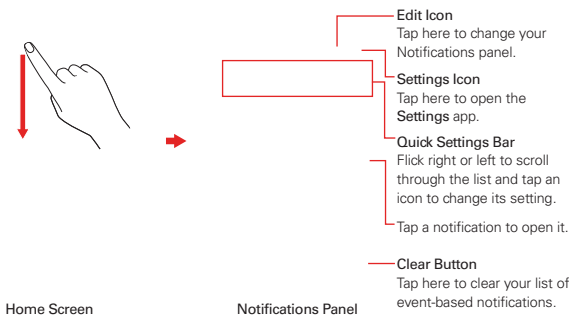 Edit Icon
Tap here to change your
Notifications panel.
Settings Icon
Tap here to open the
Settings app.
Quick Settings Bar
Flick right or left to scroll
through the list and tap an
icon to change its setting.
Tap a notification to open it.
Clear Button
Tap here to clear your list of
event-based notifications.
Home Screen
Notifications Panel